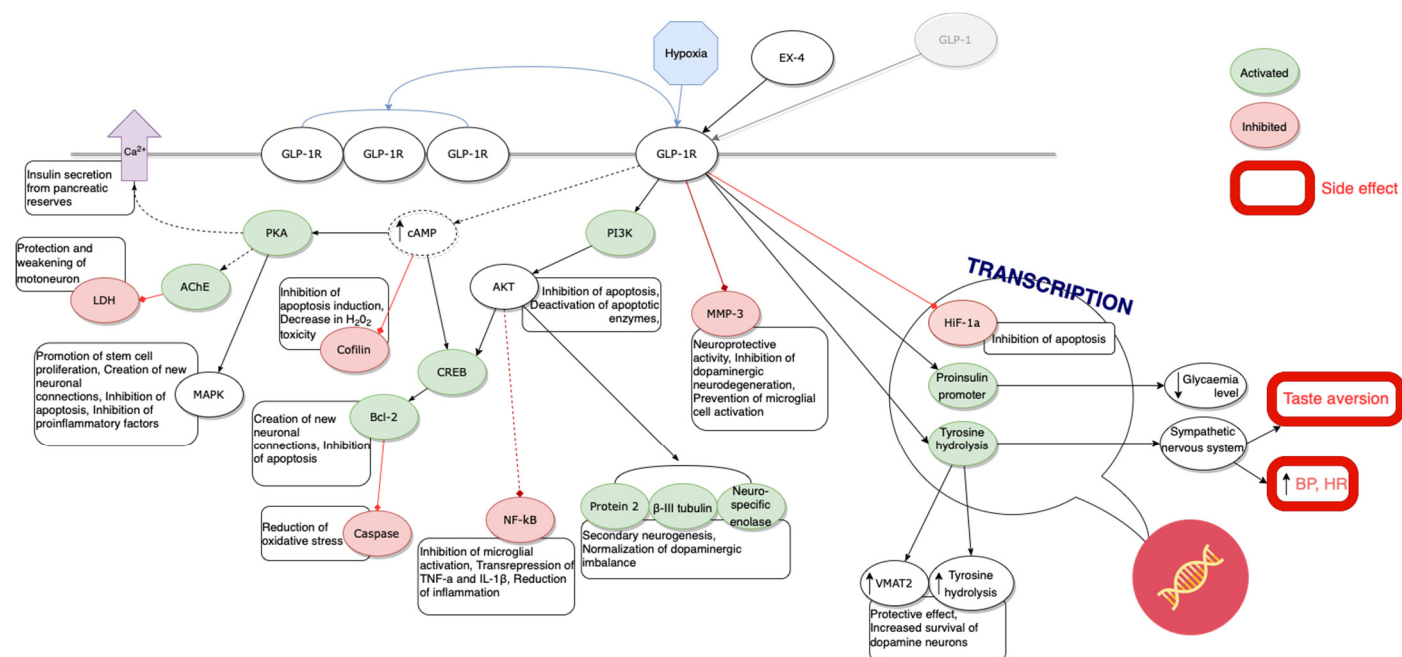 GLP-1
Hypoxia
EX-4
Activated
Inhibited
Side effect
Ca²⁺
GLP-1R
GLP-1R
GLP-1R
GLP-1R
Insulin secretion
from pancreatic
reserves
PKA
cAMP
PI3K
Protection and
weakening of
motoneuron
LDH
AChE
Inhibition of
apoptosis induction,
Decrease in H₂0₂
toxicity
Cofilin
AKT
Inhibition of apoptosis,
Deactivation of apoptotic
enzymes,
MMP-3
Neuroprotective
activity, Inhibition of
dopaminergic
neurodegeneration,
Prevention of microglial
cell activation
TRANSCRIPTION
HiF-1a
Inhibition of apoptosis
Promotion of stem cell
proliferation, Creation of new
neuronal
connections, Inhibition of
apoptosis, Inhibition of
proinflammatory factors
MAPK
CREB
Bcl-2
Creation of new
neuronal
connections, Inhibition
of apoptosis
Proinsulin
promoter
Glycaemia
level
Taste aversion
Tyrosine
hydrolysis
Sympathetic
nervous system
BP, HR
Reduction of
oxidative stress
Caspase
NF-kB
Inhibition of microglial
activation, Transrepression of
TNF-a and IL-1β, Reduction
of inflammation
Protein 2
β-III tubulin
Neuro-
specific
enolase
Secondary neurogenesis,
Normalization of dopaminergic
imbalance
VMAT2
Tyrosine
hydrolysis
Protective effect,
Increased survival of
dopamine neurons